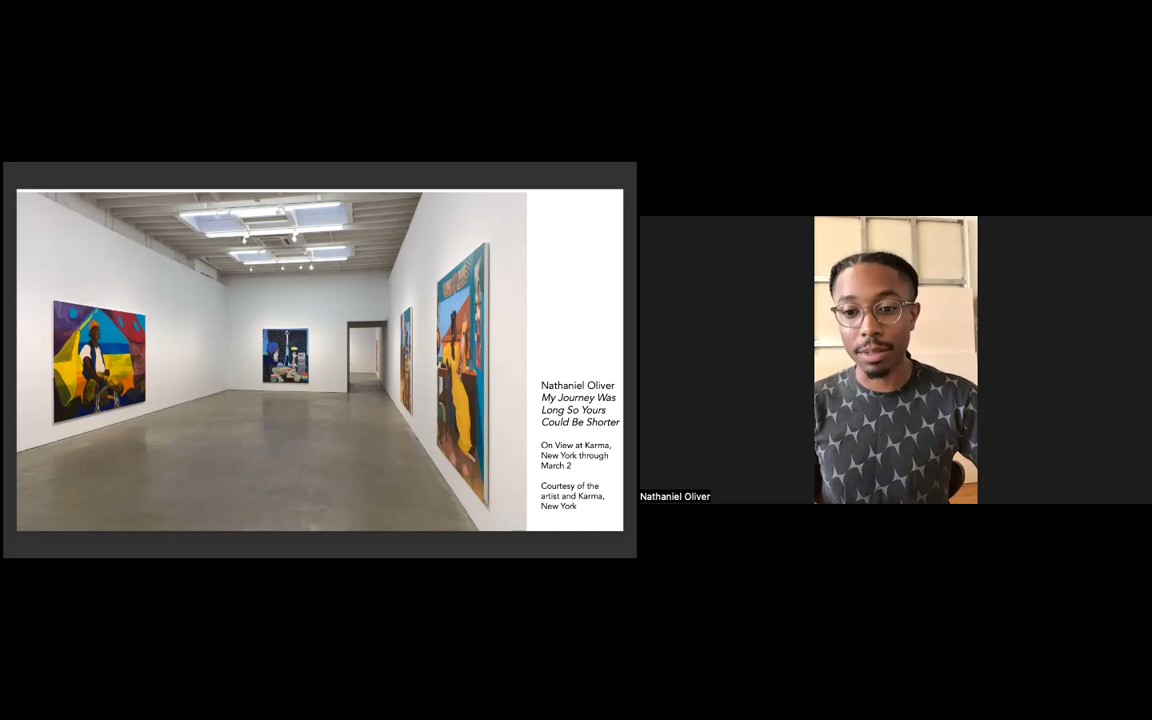 Nathaniel Oliver
My Journey Was
Long So Yours
Could Be Shorter
On View at Karma,
New York through
March 2
Courtesy of the
artist and Karma,
New York
Nathaniel Oliver